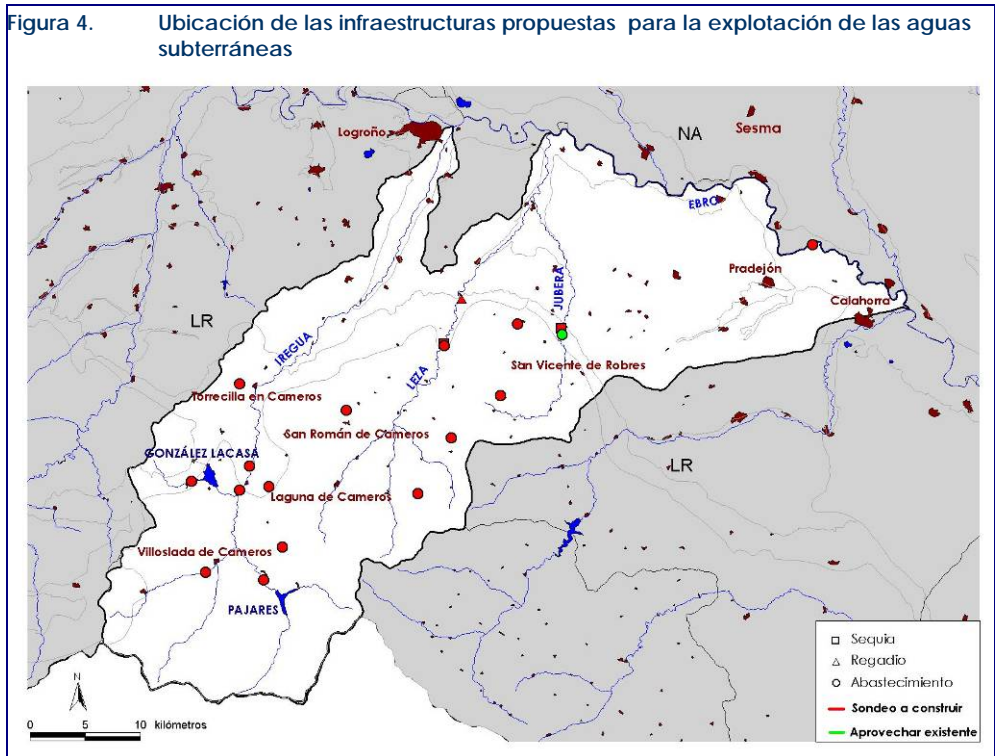 Figura 4. Ubicación de las infraestructuras propuestas para la explotación de las aguas
subterráneas
Logroño
NA
Sesma
EBRO
Pradejón
Calahorra
JUBERA
LR
IREGUA
LEZA
San Vicente de Robres
Torrecilla en Cameros
San Román de Cameros
GONZÁLEZ LACASA
LR
Laguna de Cameros
Villoslada de Cameros
PAJARES
Sequia
Regadío
Abastecimiento
Sondeo a construir
Aprovechar existente
N
0 5 10 kilómetros